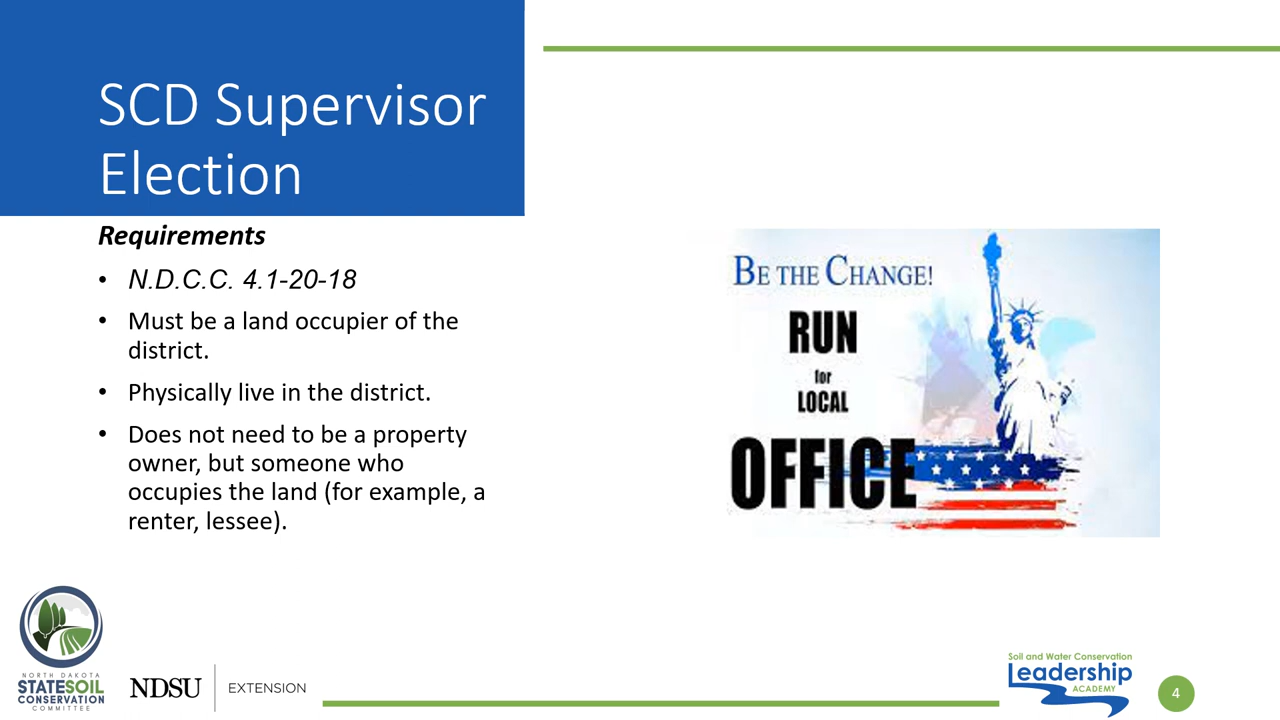 SCD Supervisor
Election
Requirements
• N.D.C.C. 4.1-20-18
• Must be a land occupier of the
district.
• Physically live in the district.
• Does not need to be a property
owner, but someone who
occupies the land (for example, a
renter, lessee).
BE THE CHANGE!
RUN
for
LOCAL
OFFICE
NORTH DAKOTA
STATESOIL
CONSERVATION
COMMITTEE
NDSU EXTENSION
Soil and Water Conservation
Leadership
ACADEMY
4